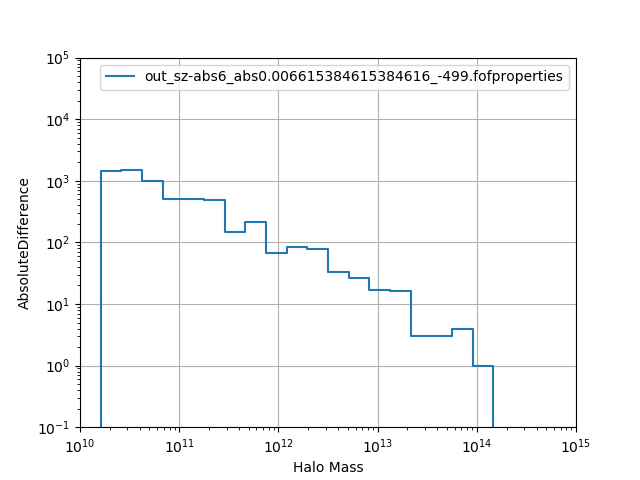 out_sz-abs6_abs0.006615384615384616_-499.fofproperties
10^5
10^4
10^3
10^2
10^1
10^0
10^-1
AbsoluteDifference
10^10 10^11 10^12 10^13 10^14 10^15
Halo Mass